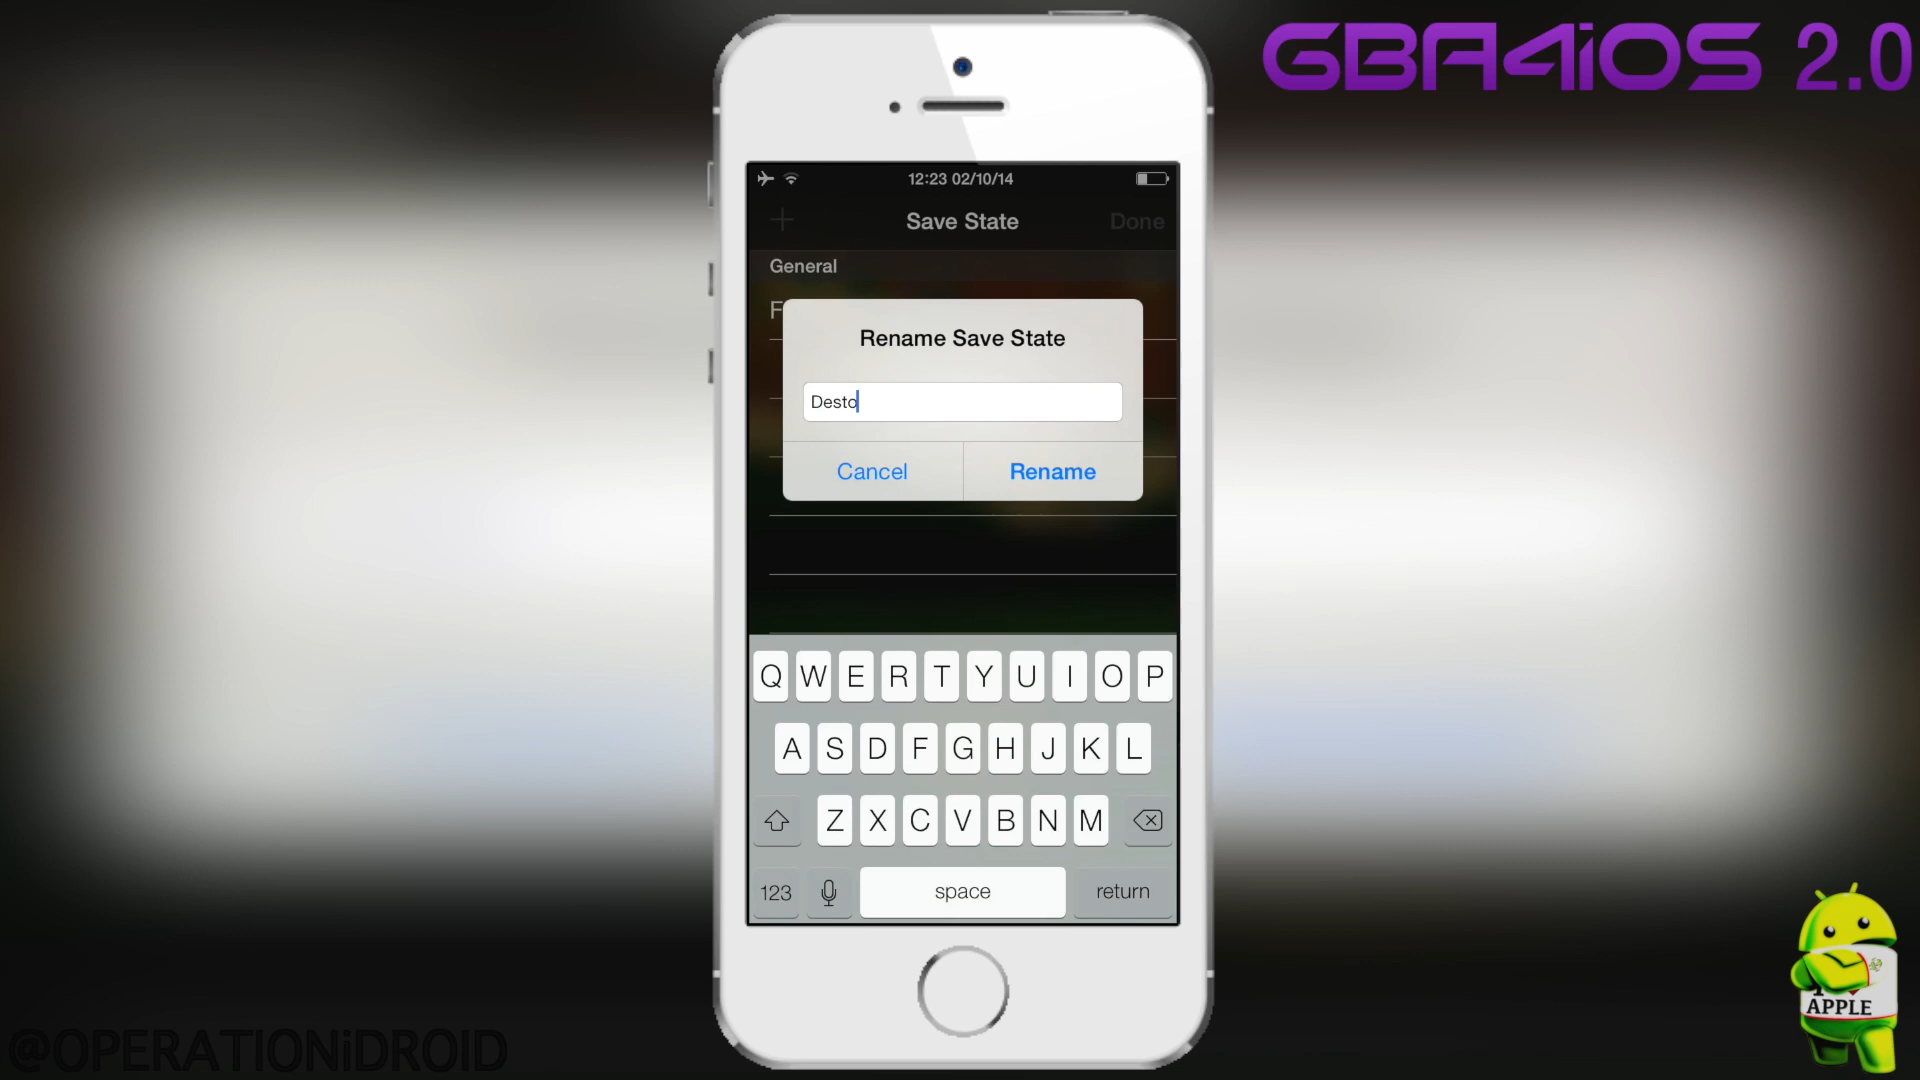 GBA4iOS 2.0
12:23 02/10/14
+ Save State Done
General
F
Rename Save State
Desto
Cancel Rename
Q W E R T Y U I O P
A S D F G H J K L
Z X C V B N M
123 space return
I APPLE
@OPERATIONiDROID